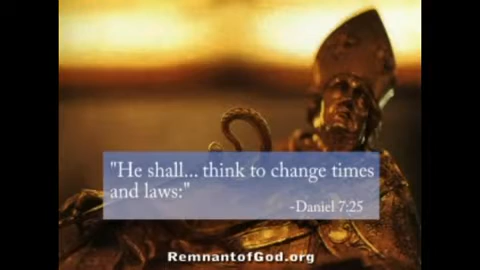 "He shall... think to change times
and laws:"
-Daniel 7:25
RemnantofGod.org